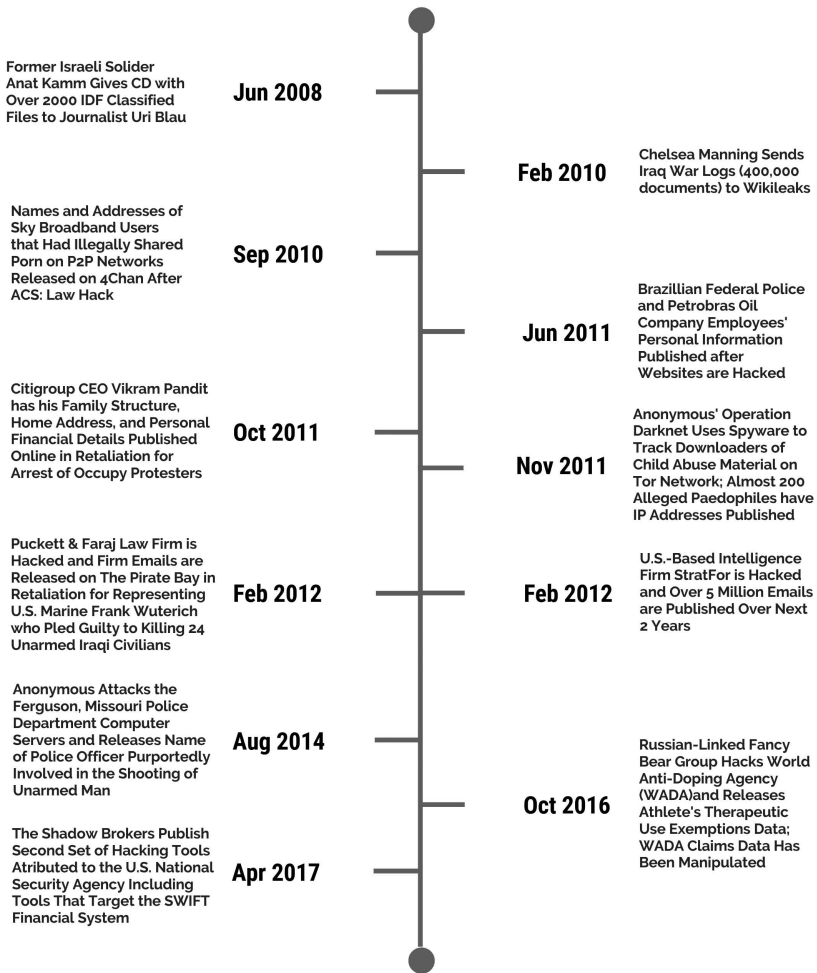 Former Israeli Solider
Anat Kamm Gives CD with
Over 2000 IDF Classified
Files to Journalist Uri Blau
Jun 2008
Feb 2010
Chelsea Manning Sends
Iraq War Logs (400,000
documents) to Wikileaks
Names and Addresses of
Sky Broadband Users
that Had Illegally Shared
Porn on P2P Networks
Released on 4Chan After
ACS: Law Hack
Sep 2010
Jun 2011
Brazillian Federal Police
and Petrobras Oil
Company Employees'
Personal Information
Published after
Websites are Hacked
Citigroup CEO Vikram Pandit
has his Family Structure,
Home Address, and Personal
Financial Details Published
Online in Retaliation for
Arrest of Occupy Protesters
Oct 2011
Nov 2011
Anonymous' Operation
Darknet Uses Spyware to
Track Downloaders of
Child Abuse Material on
Tor Network; Almost 200
Alleged Paedophiles have
IP Addresses Published
Puckett & Faraj Law Firm is
Hacked and Firm Emails are
Released on The Pirate Bay in
Retaliation for Representing
U.S. Marine Frank Wuterich
who Pled Guilty to Killing 24
Unarmed Iraqi Civilians
Feb 2012
Feb 2012
U.S.-Based Intelligence
Firm StratFor is Hacked
and Over 5 Million Emails
are Published Over Next
2 Years
Anonymous Attacks the
Ferguson, Missouri Police
Department Computer
Servers and Releases Name
of Police Officer Purportedly
Involved in the Shooting of
Unarmed Man
Aug 2014
Oct 2016
Russian-Linked Fancy
Bear Group Hacks World
Anti-Doping Agency
(WADA)and Releases
Athlete's Therapeutic
Use Exemptions Data;
WADA Claims Data Has
Been Manipulated
The Shadow Brokers Publish
Second Set of Hacking Tools
Atributed to the U.S. National
Security Agency Including
Tools That Target the SWIFT
Financial System
Apr 2017